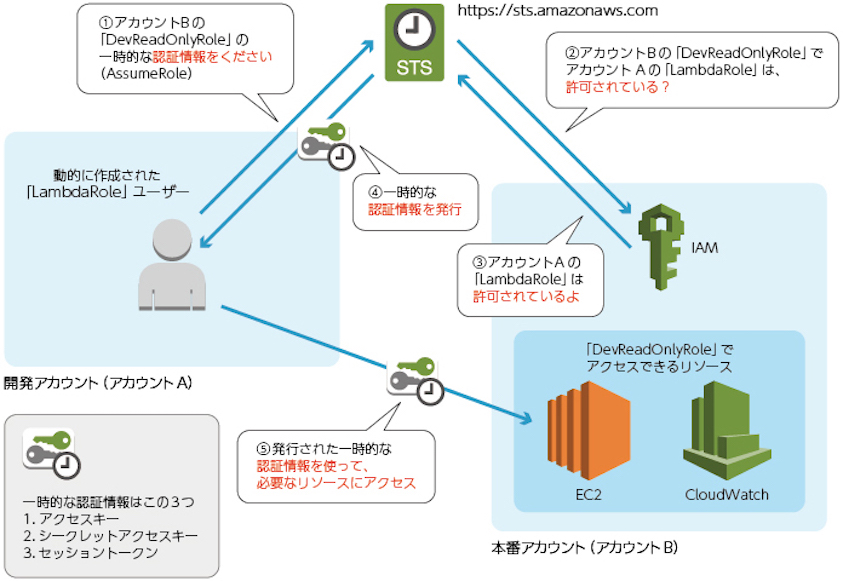 https://sts.amazonaws.com
①アカウントBの
「DevReadOnlyRole」の
一時的な認証情報をください
(AssumeRole)
STS
②アカウントBの「DevReadOnlyRole」で
アカウントAの「LambdaRole」は、
許可されている?
動的に作成された
「LambdaRole」ユーザー
④一時的な
認証情報を発行
③アカウントAの
「LambdaRole」は
許可されているよ
IAM
開発アカウント(アカウントA)
「DevReadOnlyRole」で
アクセスできるリソース
EC2
CloudWatch
⑤発行された一時的な
認証情報を使って、
必要なリソースにアクセス
一時的な認証情報はこの3つ
1. アクセスキー
2. シークレットアクセスキー
3. セッショントークン
本番アカウント(アカウントB)